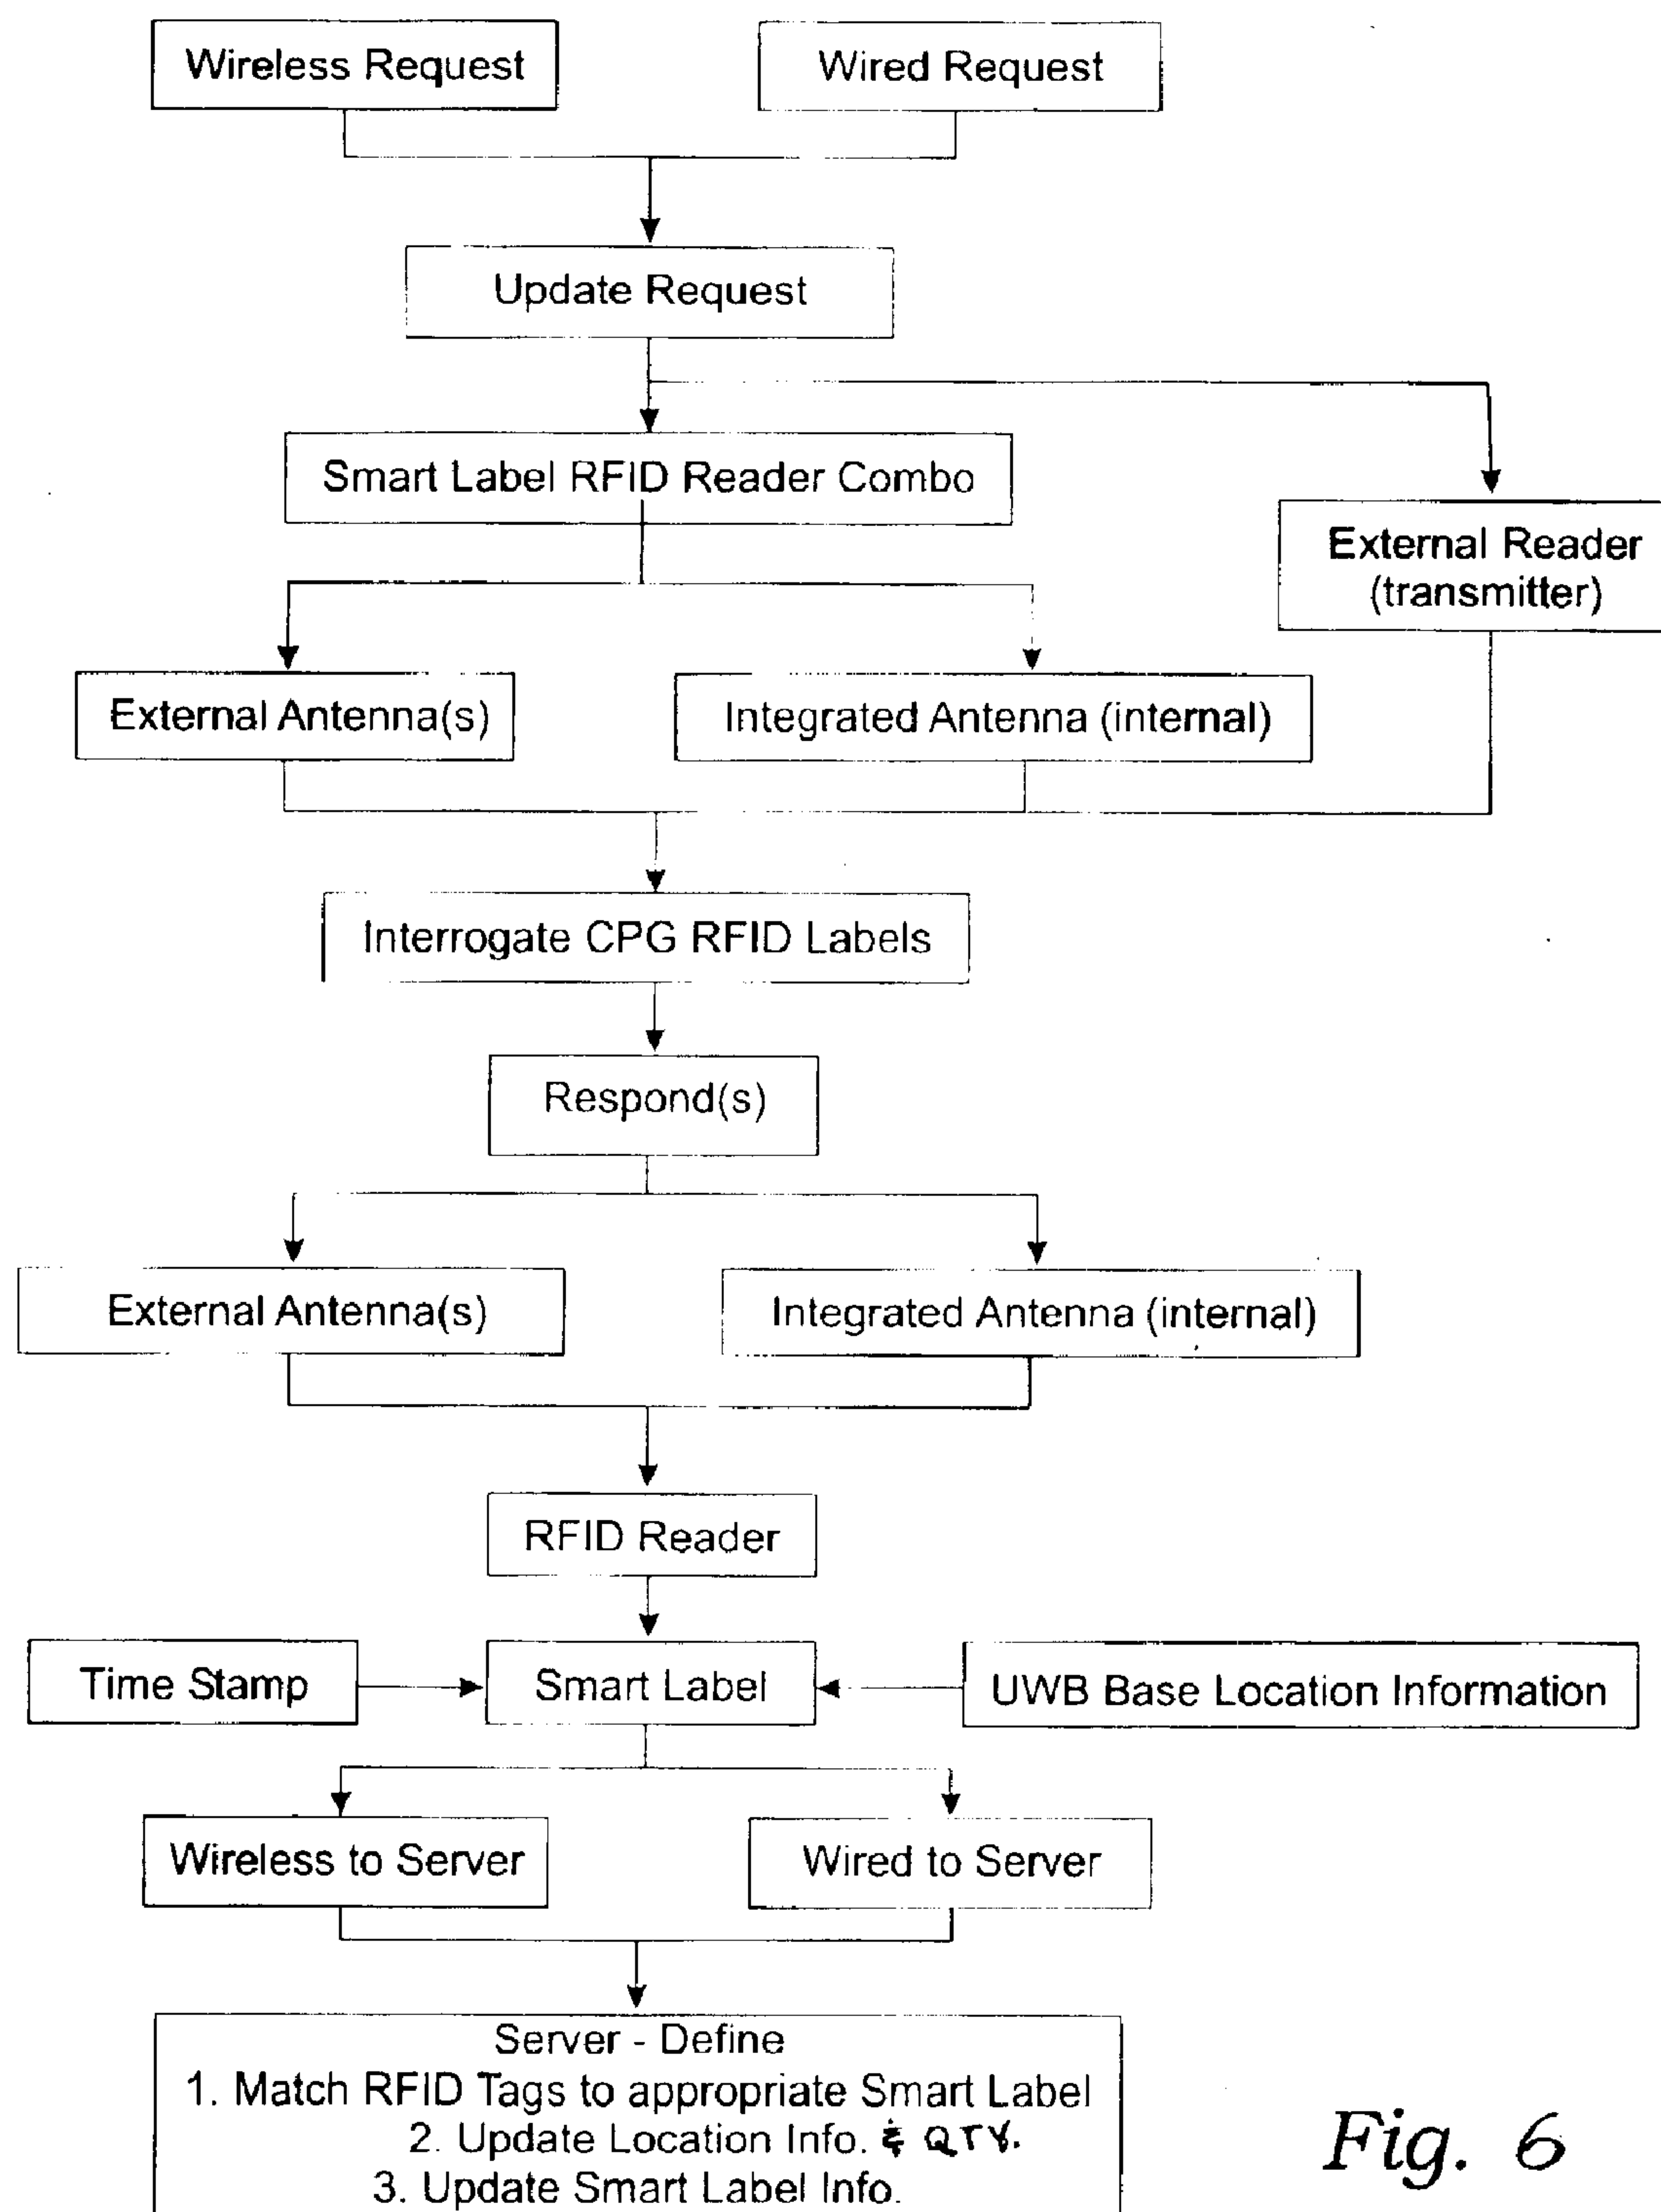 Wireless Request
Wired Request
Update Request
Smart Label RFID Reader Combo
External Reader
(transmitter)
External Antenna(s)
Integrated Antenna (internal)
Interrogate CPG RFID Labels
Respond(s)
External Antenna(s)
Integrated Antenna (internal)
RFID Reader
Time Stamp
Smart Label
UWB Base Location Information
Wireless to Server
Wired to Server
Server - Define
1. Match RFID Tags to appropriate Smart Label
2. Update Location Info. & QTY.
3. Update Smart Label Info.
Fig. 6